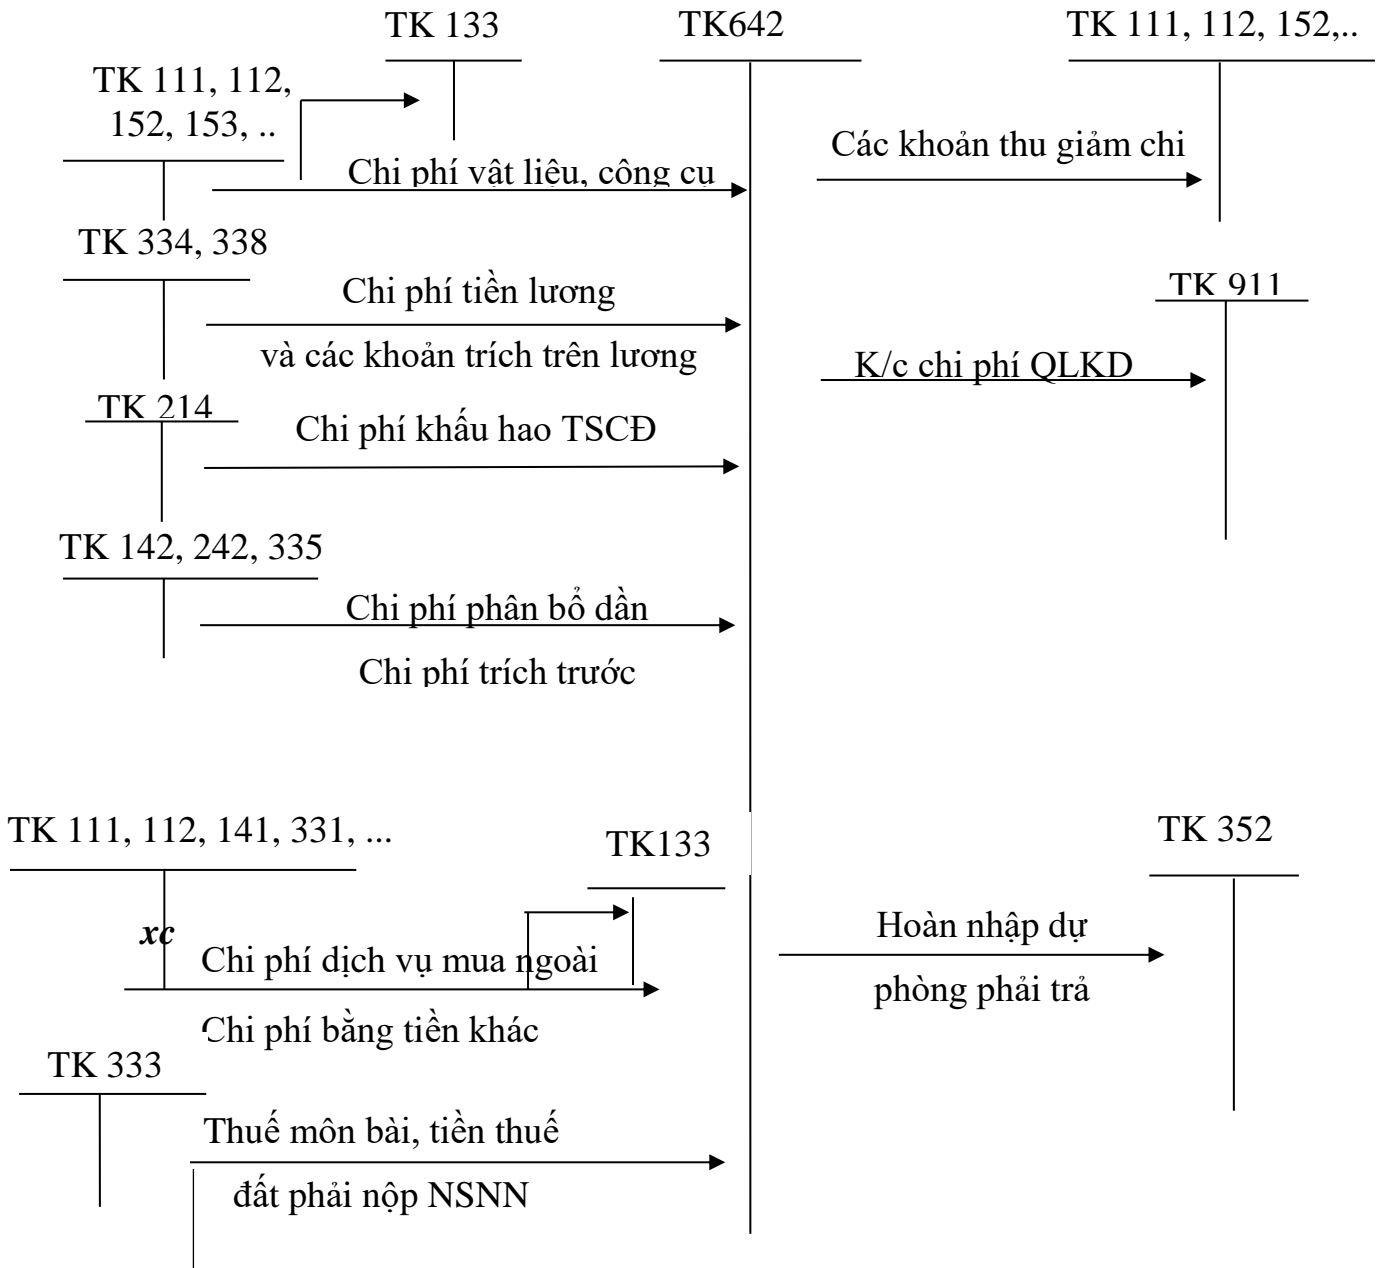 TK 133
TK642
TK 111, 112, 152,..
TK 111, 112,
152, 153, ..
Các khoản thu giảm chi
Chi phí vật liệu, công cụ
TK 334, 338
Chi phí tiền lương
và các khoản trích trên lương
TK 911
K/c chi phí QLKD
TK 214
Chi phí khấu hao TSCĐ
TK 142, 242, 335
Chi phí phân bổ dần
Chi phí trích trước
TK 111, 112, 141, 331, ...
TK133
TK 352
xc
Chi phí dịch vụ mua ngoài
Chi phí bằng tiền khác
Hoàn nhập dự
phòng phải trả
TK 333
Thuế môn bài, tiền thuế
đất phải nộp NSNN